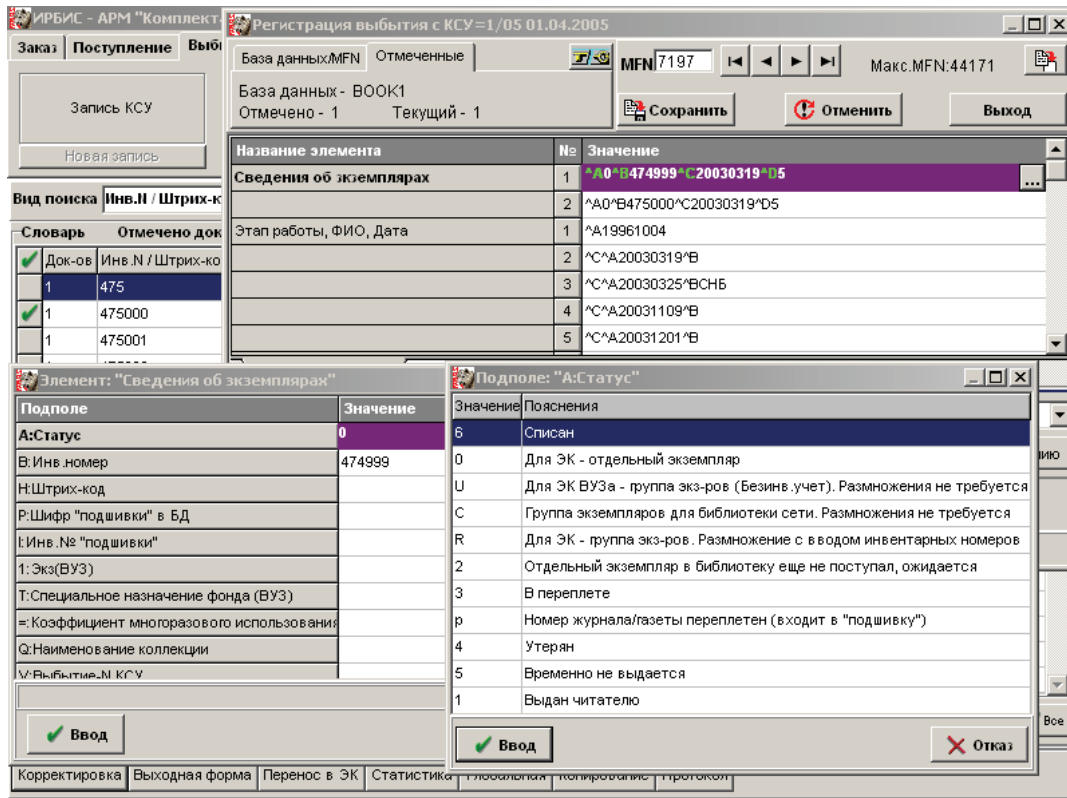 ИРБИС - АРМ "Комплект
Заказ Поступление Выб
Запись КСУ
Новая запись
Вид поиска Инв.N / Штрих-к
Словарь Отмечено док
Док-ов Инв.N / Штрих-ко
1 475
1 475000
1 475001
Регистрация выбытия с КСУ=1/05 01.04.2005
База данных/MFN Отмеченные
База данных - BOOK1
Отмечено - 1 Текущий - 1
MFN 7197 Макс.MFN:44171
Сохранить Отменить Выход
Название элемента № Значение
Сведения об экземплярах 1 ^A0^B474999^C20030319^D5 ...
2 ^A0^B475000^C20030319^D5
Этап работы, ФИО, Дата 1 ^A19961004
2 ^C^A20030319^B
3 ^C^A20030325^BСНБ
4 ^C^A20031109^B
5 ^C^A20031201^B
Элемент: "Сведения об экземплярах"
Подполе Значение
A:Статус 0
B:Инв.номер 474999
H:Штрих-код
P:Шифр "подшивки" в БД
I:Инв.№ "подшивки"
1:Экз(ВУЗ)
T:Специальное назначение фонда (ВУЗ)
=:Коэффициент многоразового использования
Q:Наименование коллекции
V:Выбытие-N КСУ
Ввод
Подполе: "A:Статус"
Значение Пояснения
6 Списан
0 Для ЭК - отдельный экземпляр
U Для ЭК ВУЗа - группа экз-ров (Безинв.учет). Размножения не требуется
C Группа экземпляров для библиотеки сети. Размножения не требуется
R Для ЭК - группа экз-ров. Размножение с вводом инвентарных номеров
2 Отдельный экземпляр в библиотеку еще не поступал, ожидается
3 В переплете
p Номер журнала/газеты переплетен (входит в "подшивку")
4 Утерян
5 Временно не выдается
1 Выдан читателю
Ввод Отказ
ию
Все
Корректировка Выходная форма Перенос в ЭК Статистика Глобальная Копирование Протокол